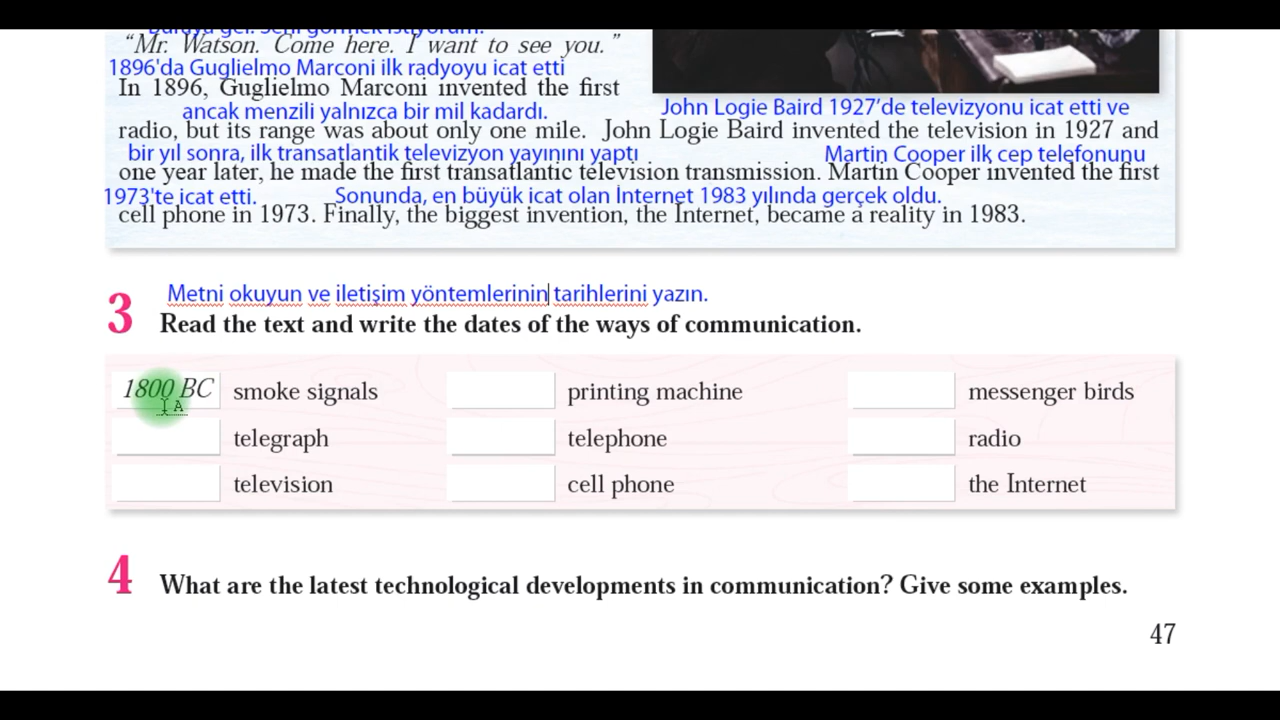 Buraya gel. Seni görmek istiyorum.
“Mr. Watson. Come here. I want to see you.”
1896'da Guglielmo Marconi ilk radyoyu icat etti
In 1896, Guglielmo Marconi invented the first
ancak menzili yalnızca bir mil kadardı. John Logie Baird 1927’de televizyonu icat etti ve
radio, but its range was about only one mile. John Logie Baird invented the television in 1927 and
bir yıl sonra, ilk transatlantik televizyon yayınını yaptı Martin Cooper ilk cep telefonunu
one year later, he made the first transatlantic television transmission. Martin Cooper invented the first
1973'te icat etti. Sonunda, en büyük icat olan İnternet 1983 yılında gerçek oldu.
cell phone in 1973. Finally, the biggest invention, the Internet, became a reality in 1983.
Metni okuyun ve iletişim yöntemlerinin tarihlerini yazın.
3 Read the text and write the dates of the ways of communication.
1800 BC smoke signals printing machine messenger birds
telegraph telephone radio
television cell phone the Internet
4 What are the latest technological developments in communication? Give some examples.
47